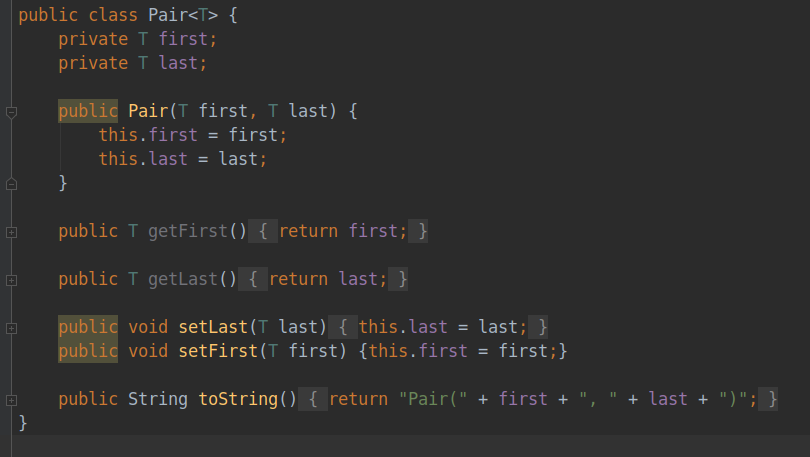 public class Pair<T> {
    private T first;
    private T last;

    public Pair(T first, T last) {
        this.first = first;
        this.last = last;
    }

    public T getFirst() { return first; }

    public T getLast() { return last; }

    public void setLast(T last) { this.last = last; }
    public void setFirst(T first) {this.first = first;}

    public String toString() { return "Pair(" + first + ", " + last + ")"; }
}